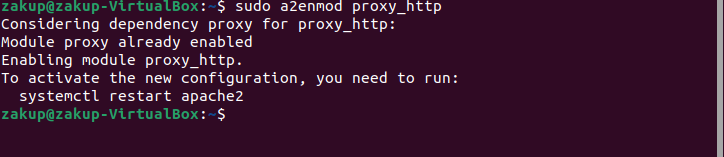 zakup@zakup-VirtualBox:~$ sudo a2enmod proxy_http
Considering dependency proxy for proxy_http:
Module proxy already enabled
Enabling module proxy_http.
To activate the new configuration, you need to run:
  systemctl restart apache2
zakup@zakup-VirtualBox:~$